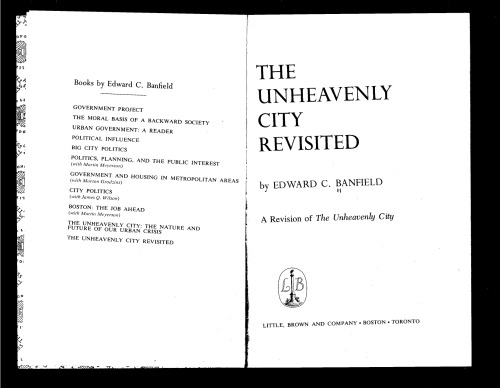 Books by Edward C. Banfield
GOVERNMENT PROJECT
THE MORAL BASIS OF A BACKWARD SOCIETY
URBAN GOVERNMENT: A READER
POLITICAL INFLUENCE
BIG CITY POLITICS
POLITICS, PLANNING, AND THE PUBLIC INTEREST
(with Martin Meyerson)
GOVERNMENT AND HOUSING IN METROPOLITAN AREAS
(with Morton Grodzins)
CITY POLITICS
(with James Q. Wilson)
BOSTON: THE JOB AHEAD
(with Martin Meyerson)
THE UNHEAVENLY CITY: THE NATURE AND
FUTURE OF OUR URBAN CRISIS
THE UNHEAVENLY CITY REVISITED
THE
UNHEAVENLY
CITY
REVISITED
by EDWARD C. BANFIELD
A Revision of The Unheavenly City
L B
LITTLE, BROWN AND COMPANY • BOSTON • TORONTO